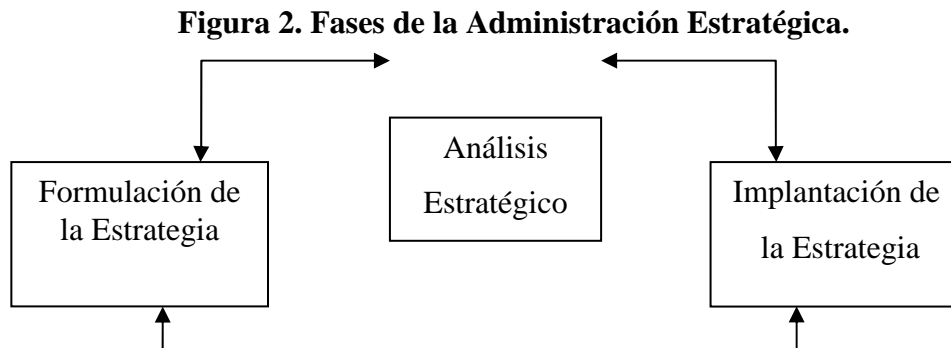 Figura 2. Fases de la Administración Estratégica.
Análisis
Estratégico
Formulación de
la Estrategia
Implantación de
la Estrategia